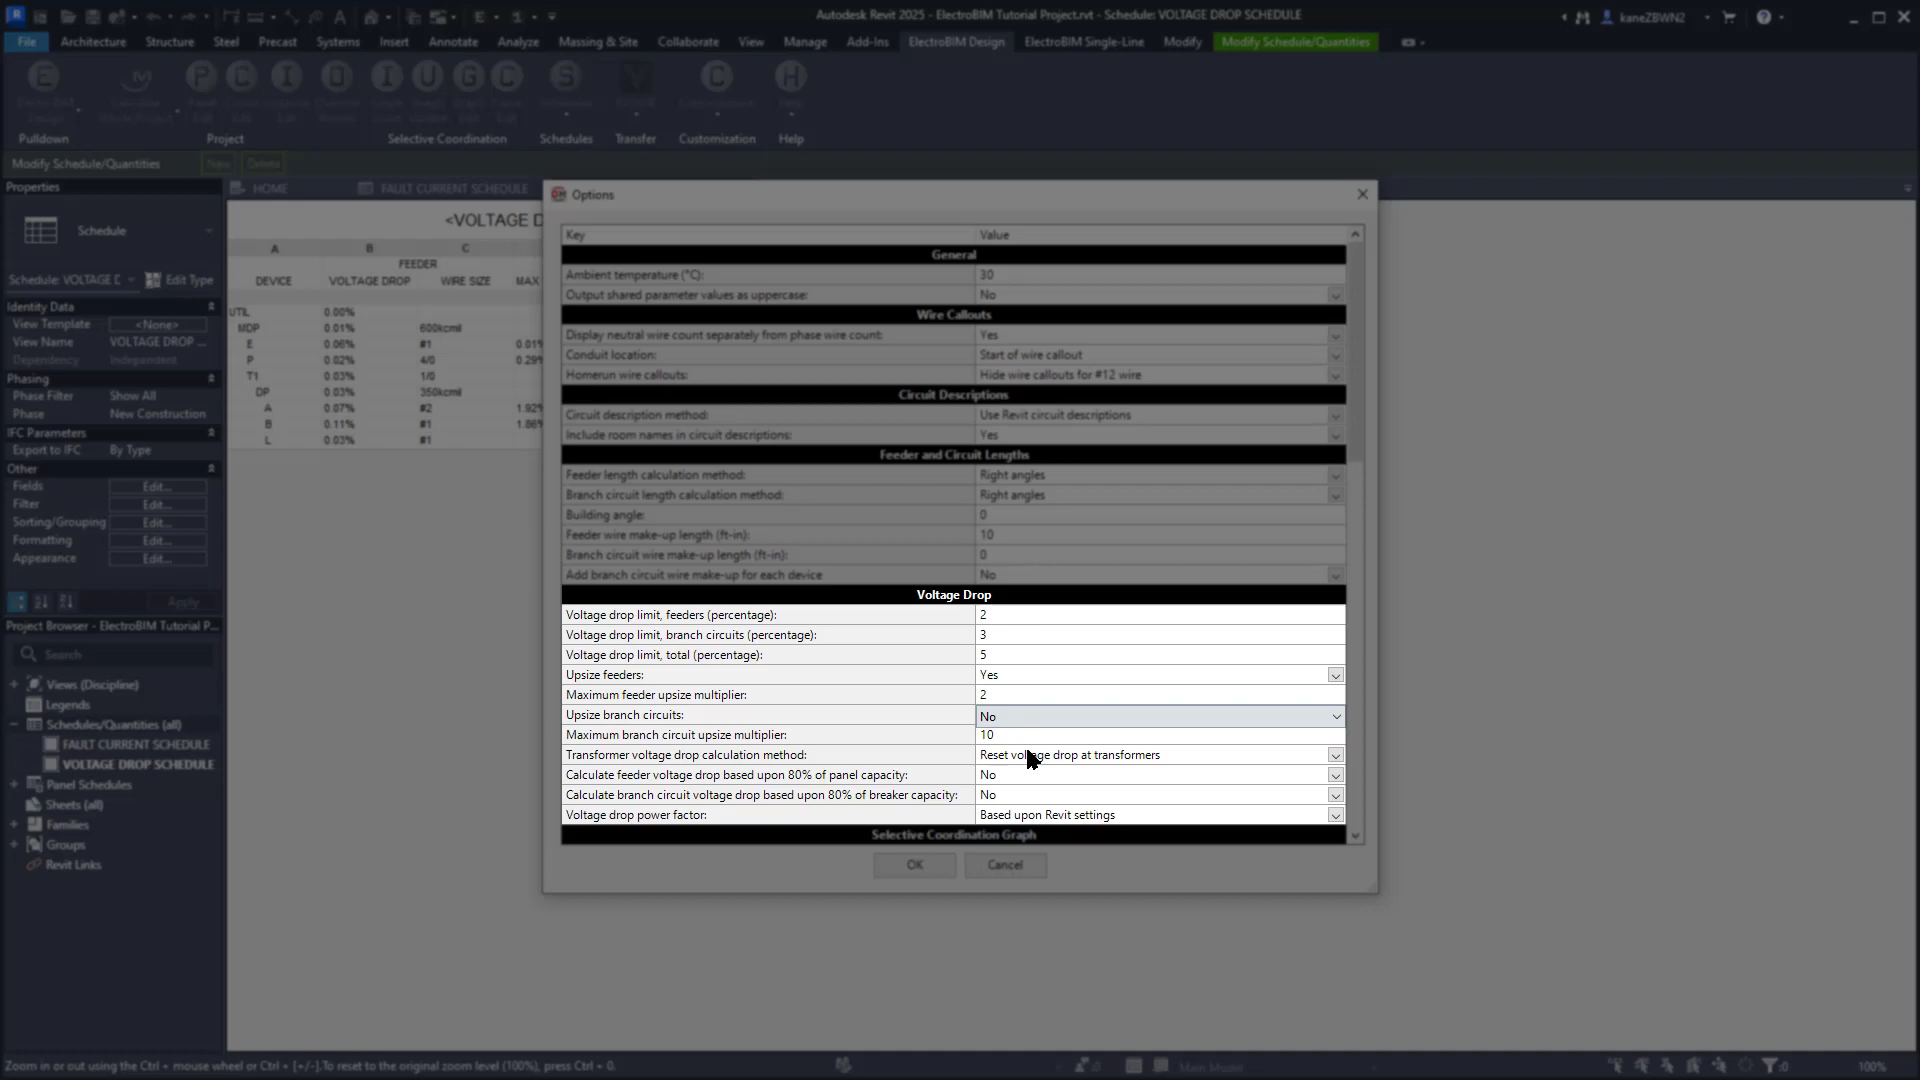 Autodesk Revit 2025 - ElectroBIM Tutorial Project.rvt - Schedule: VOLTAGE DROP SCHEDULE
kaneZBWN2
File Architecture Structure Steel Precast Systems Insert Annotate Analyze Massing & Site Collaborate View Manage Add-Ins ElectroBIM Design ElectroBIM Single-Line Modify Modify Schedule/Quantities
Pulldown Project Selective Coordination Schedules Transfer Customization Help
Modify Schedule/Quantities New Delete
Properties
HOME
FAULT CURRENT SCHEDULE
Schedule
Schedule: VOLTAGE D
Edit Type
Identity Data
View Template <None>
View Name VOLTAGE DROP ...
Dependency Independent
Phasing
Phase Filter Show All
Phase New Construction
IFC Parameters
Export to IFC By Type
Other
Fields Edit...
Filter Edit...
Sorting/Grouping Edit...
Formatting Edit...
Appearance Edit...
Apply
Project Browser - ElectroBIM Tutorial P...
Search
Views (Discipline)
Legends
Schedules/Quantities (all)
FAULT CURRENT SCHEDULE
VOLTAGE DROP SCHEDULE
Panel Schedules
Sheets (all)
Families
Groups
Revit Links
<VOLTAGE D
A B C
FEEDER
DEVICE VOLTAGE DROP WIRE SIZE MAX
UTIL 0.00%
MDP 0.01% 600kcmil
E 0.06% #1 0.01%
P 0.02% 4/0 0.29%
T1 0.03% 1/0
DP 0.03% 350kcmil
A 0.07% #2 1.92%
B 0.11% #1 1.86%
L 0.03% #1
Options
Key Value
General
Ambient temperature (°C): 30
Output shared parameter values as uppercase: No
Wire Callouts
Display neutral wire count separately from phase wire count: Yes
Conduit location: Start of wire callout
Homerun wire callouts: Hide wire callouts for #12 wire
Circuit Descriptions
Circuit description method: Use Revit circuit descriptions
Include room names in circuit descriptions: Yes
Feeder and Circuit Lengths
Feeder length calculation method: Right angles
Branch circuit length calculation method: Right angles
Building angle: 0
Feeder wire make-up length (ft-in): 10
Branch circuit wire make-up length (ft-in): 0
Add branch circuit wire make-up for each device No
Voltage Drop
Voltage drop limit, feeders (percentage): 2
Voltage drop limit, branch circuits (percentage): 3
Voltage drop limit, total (percentage): 5
Upsize feeders: Yes
Maximum feeder upsize multiplier: 2
Upsize branch circuits: No
Maximum branch circuit upsize multiplier: 10
Transformer voltage drop calculation method: Reset voltage drop at transformers
Calculate feeder voltage drop based upon 80% of panel capacity: No
Calculate branch circuit voltage drop based upon 80% of breaker capacity: No
Voltage drop power factor: Based upon Revit settings
Selective Coordination Graph
OK Cancel
Zoom in or out using the Ctrl + mouse wheel or Ctrl + [+/-].To reset to the original zoom level (100%), press Ctrl + 0.
:0
Main Model
:0
100%